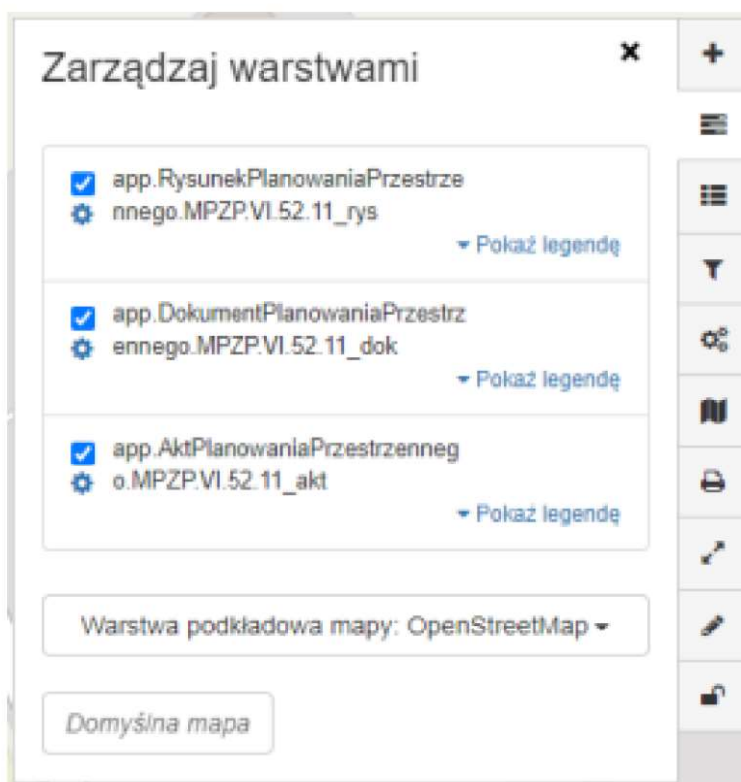 Zarządzaj warstwami
app.RysunekPlanowaniaPrzestrze
nnego.MPZP.VI.52.11_rys
Pokaż legendę
app.DokumentPlanowaniaPrzestrz
ennego.MPZP.VI.52.11_dok
Pokaż legendę
app.AktPlanowaniaPrzestrzenneg
o.MPZP.VI.52.11_akt
Pokaż legendę
Warstwa podkładowa mapy: OpenStreetMap
Domyślna mapa